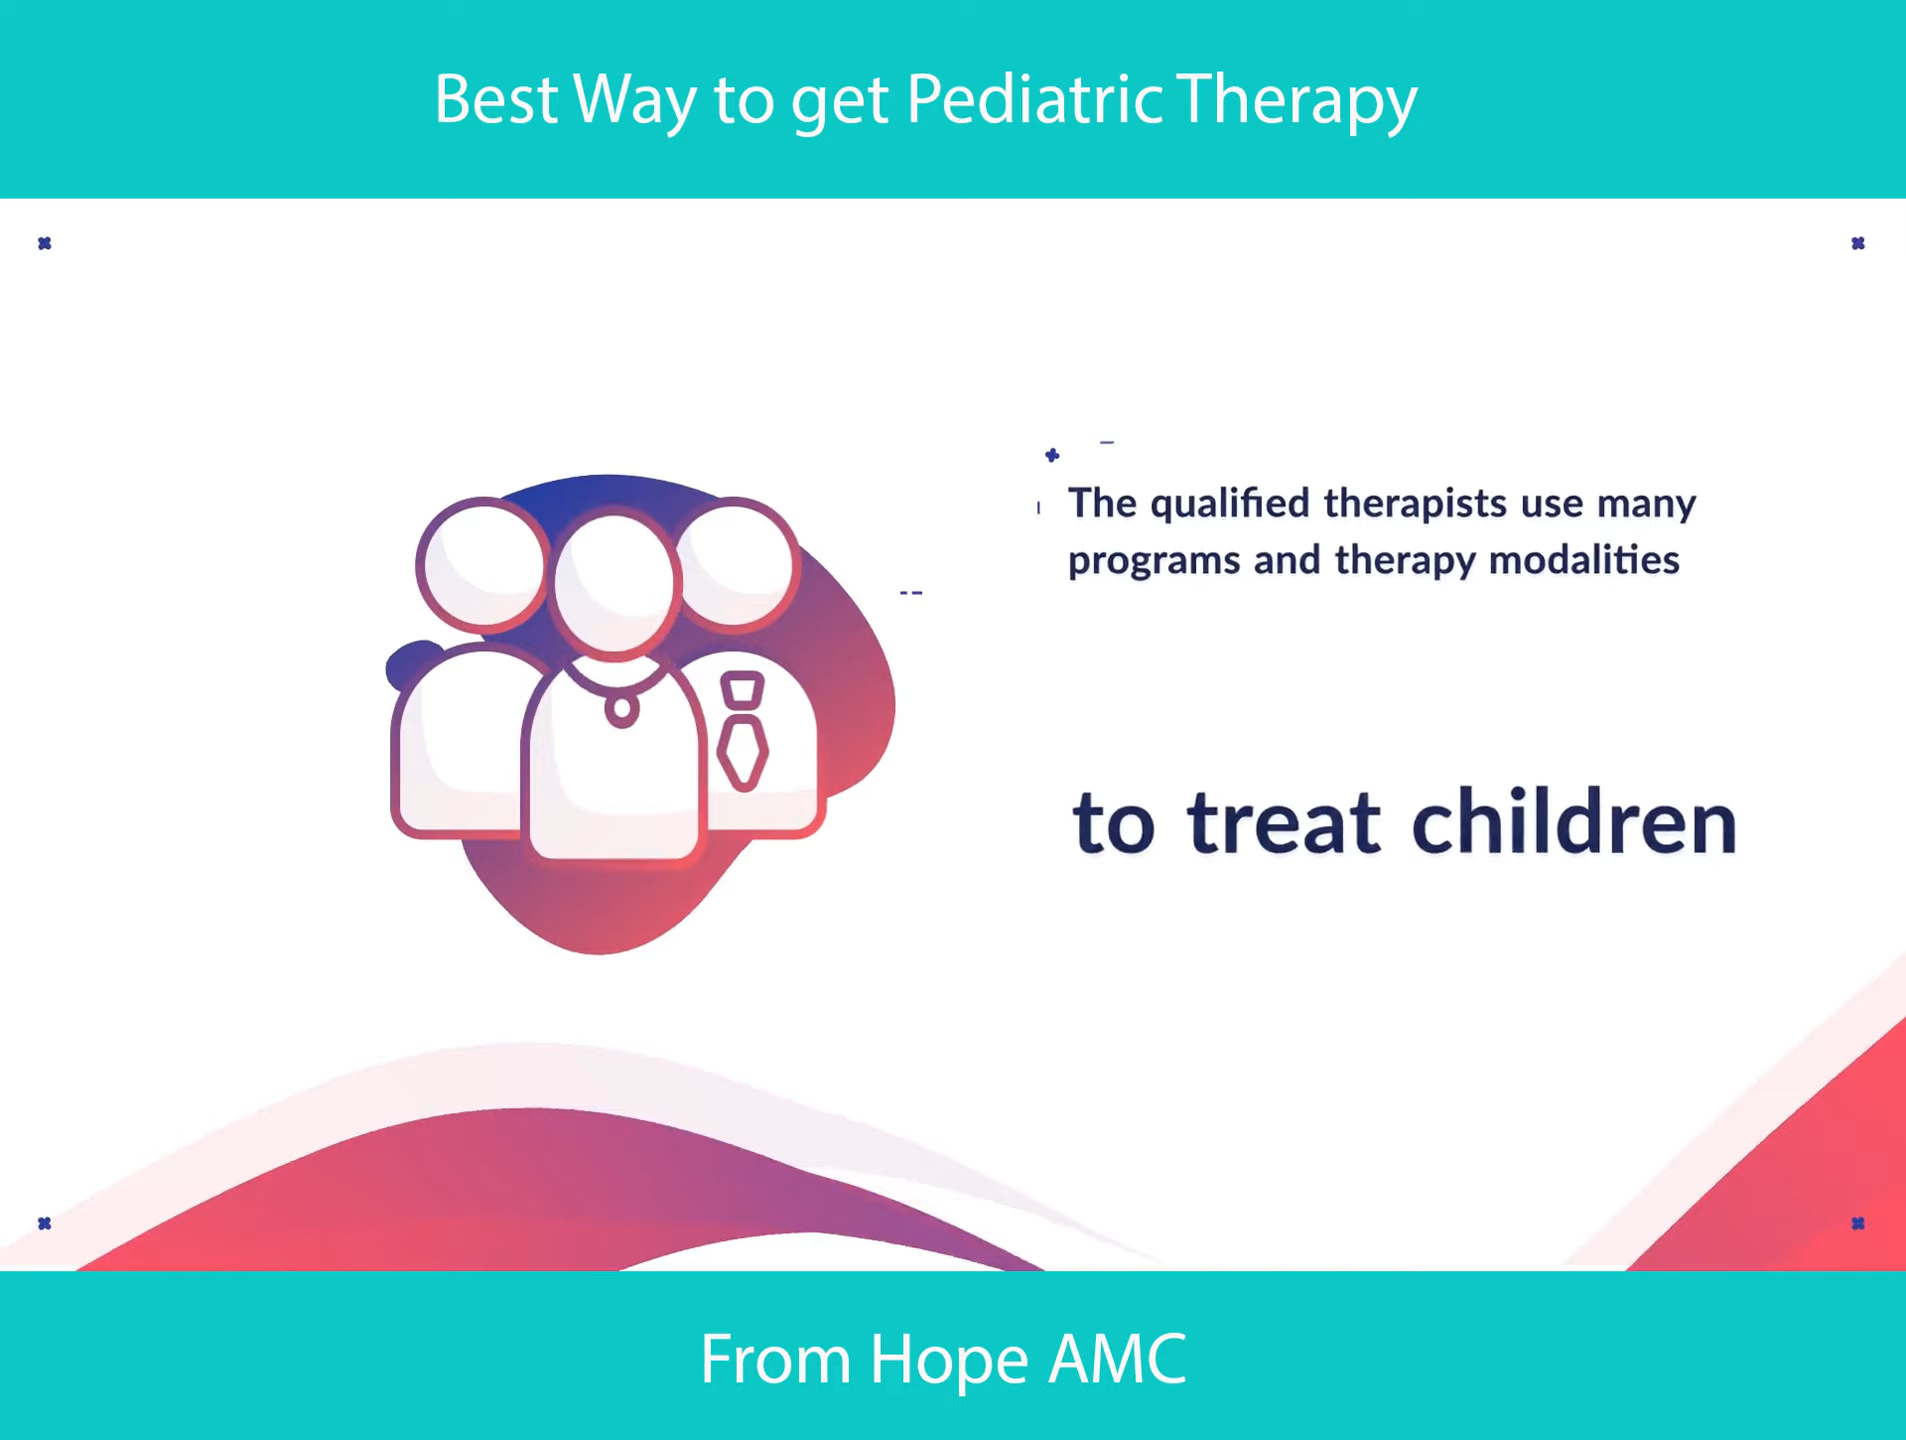 Best Way to get Pediatric Therapy
The qualified therapists use many
programs and therapy modalities
to treat children
From Hope AMC